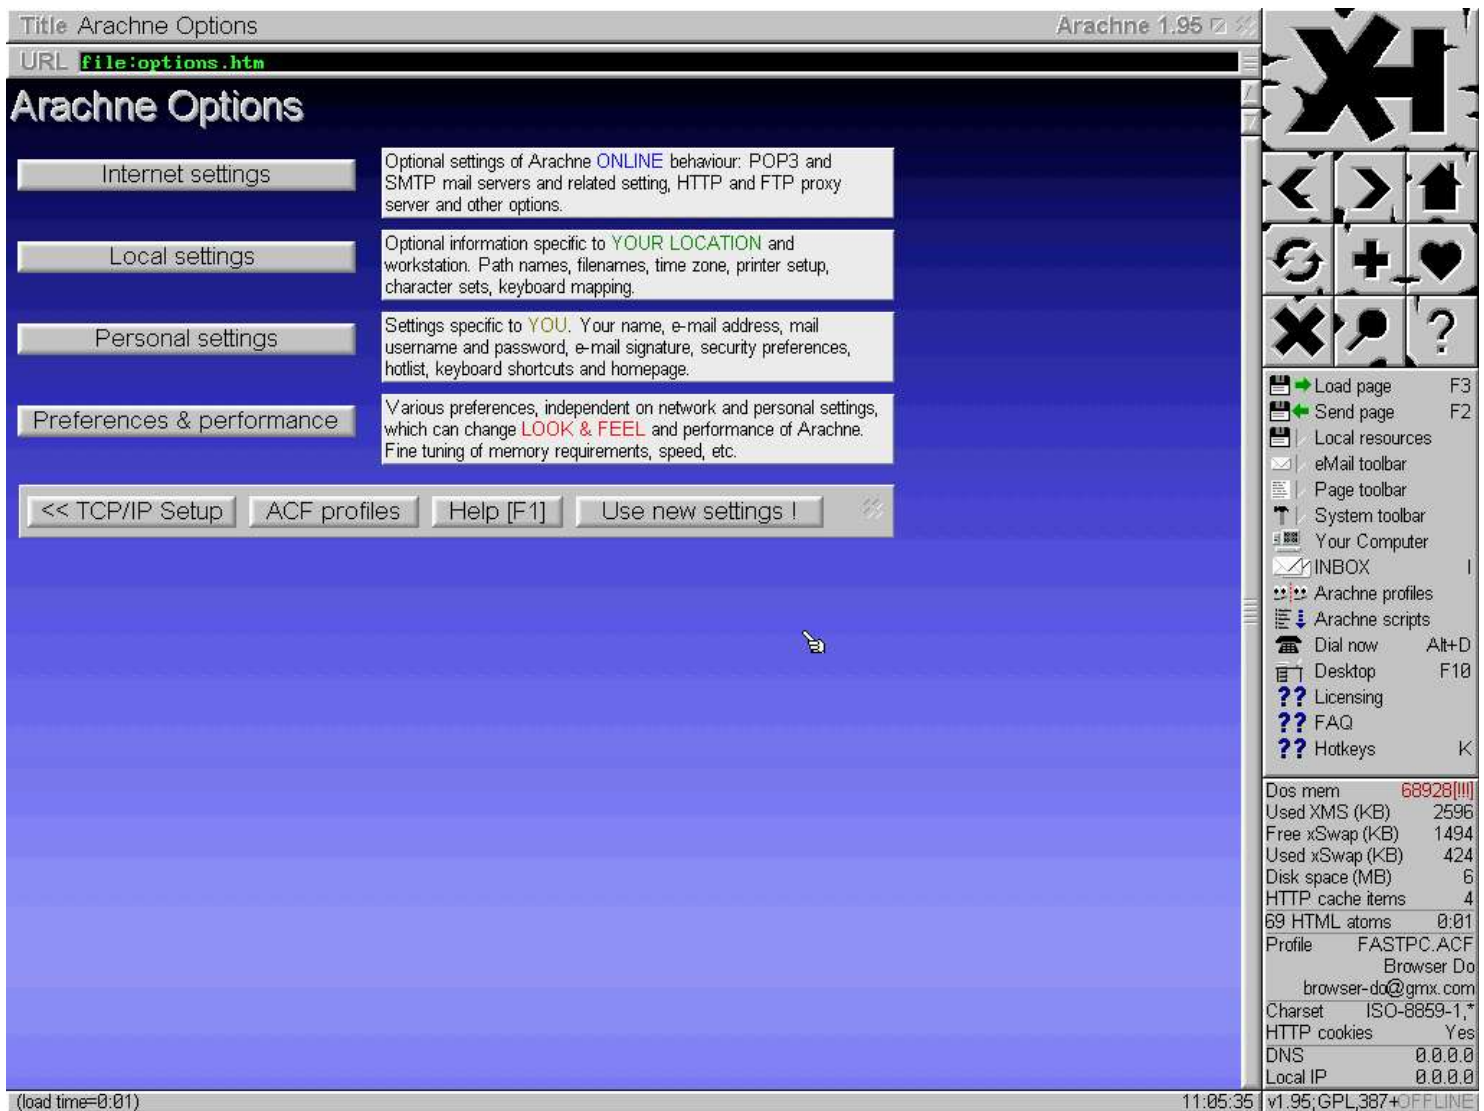 Title Arachne Options
Arachne 1.95
URL file:options.htm
Arachne Options
Internet settings
Optional settings of Arachne ONLINE behaviour: POP3 and
SMTP mail servers and related setting, HTTP and FTP proxy
server and other options.
Local settings
Optional information specific to YOUR LOCATION and
workstation. Path names, filenames, time zone, printer setup,
character sets, keyboard mapping.
Personal settings
Settings specific to YOU. Your name, e-mail address, mail
username and password, e-mail signature, security preferences,
hotlist, keyboard shortcuts and homepage.
Preferences & performance
Various preferences, independent on network and personal settings,
which can change LOOK & FEEL and performance of Arachne.
Fine tuning of memory requirements, speed, etc.
<< TCP/IP Setup ACF profiles Help [F1] Use new settings !
(load time=0:01)
11:05:35
Load page F3
Send page F2
Local resources
eMail toolbar
Page toolbar
System toolbar
Your Computer
INBOX I
Arachne profiles
Arachne scripts
Dial now Alt+D
Desktop F10
?? Licensing
?? FAQ
?? Hotkeys K
Dos mem 68928[!!!]
Used XMS (KB) 2596
Free xSwap (KB) 1494
Used xSwap (KB) 424
Disk space (MB) 6
HTTP cache items 4
69 HTML atoms 0:01
Profile FASTPC.ACF
Browser Do
browser-do@gmx.com
Charset ISO-8859-1,*
HTTP cookies Yes
DNS 0.0.0.0
Local IP 0.0.0.0
v1.95;GPL,387+OFFLINE